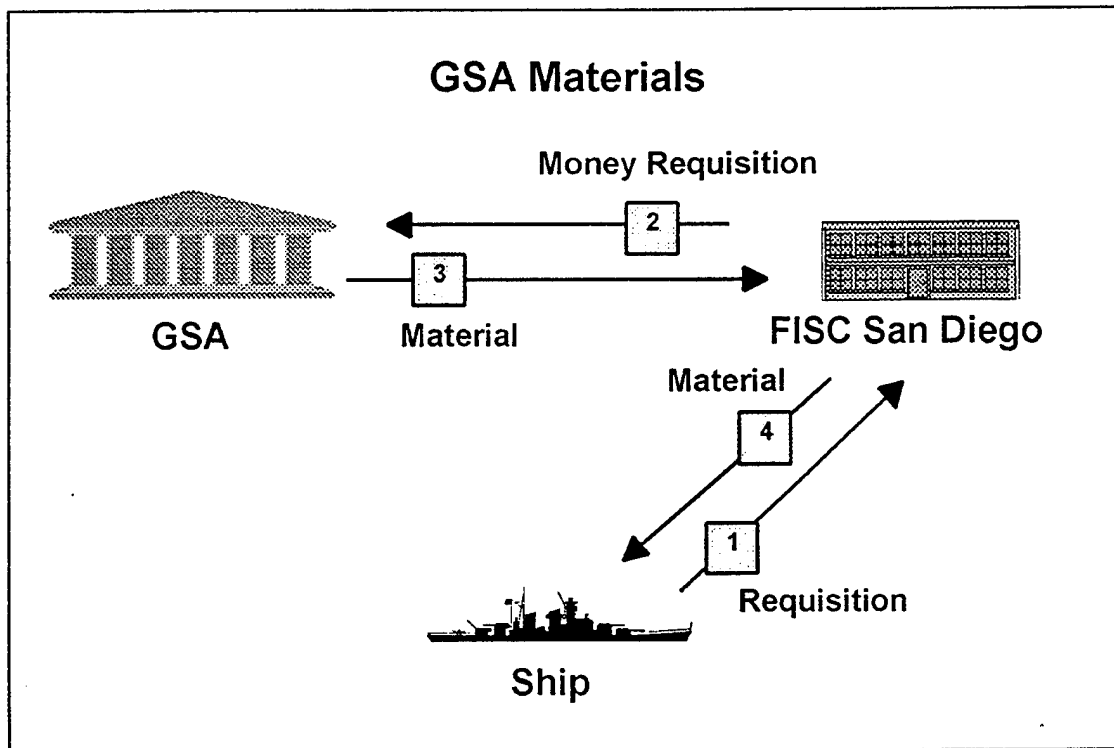 GSA Materials
Money Requisition
2
3
GSA
Material
FISC San Diego
Material
4
1
Requisition
Ship